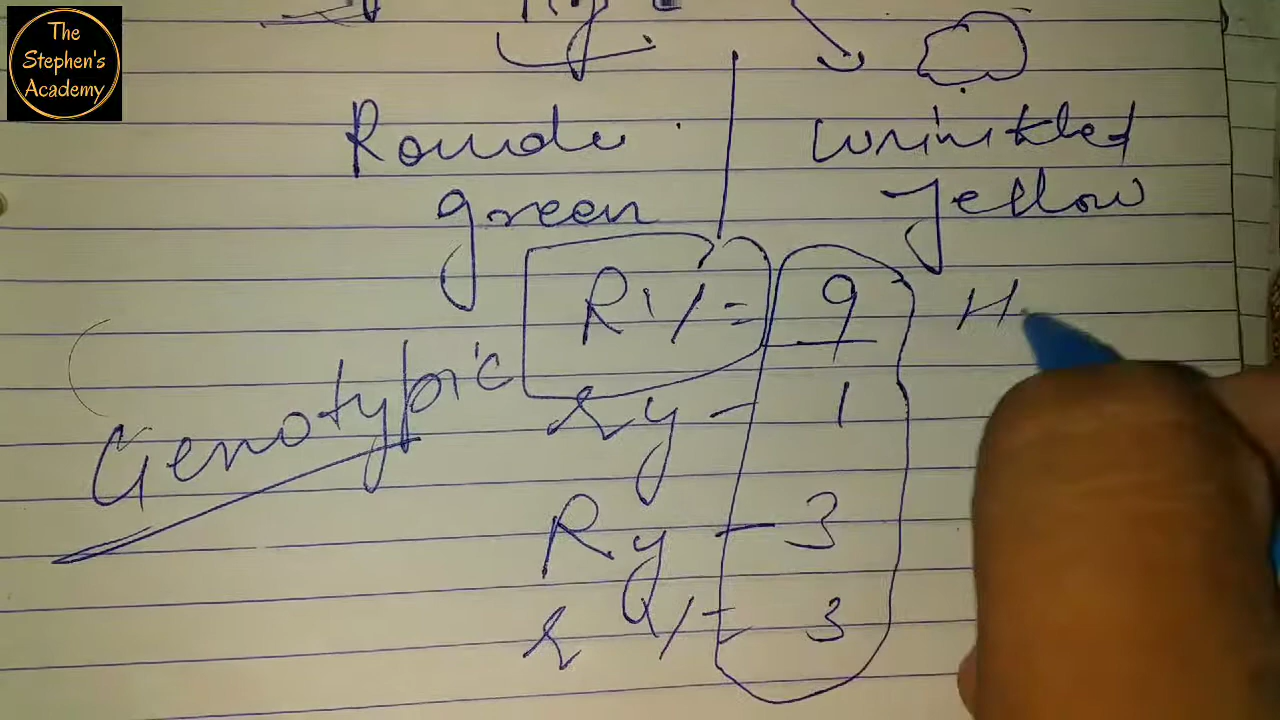 The
Stephen's
Academy
Rounde
wrinkled
green
yellow
RY = 9
H
Genotypic
ry - 1
Ry - 3
rY - 3